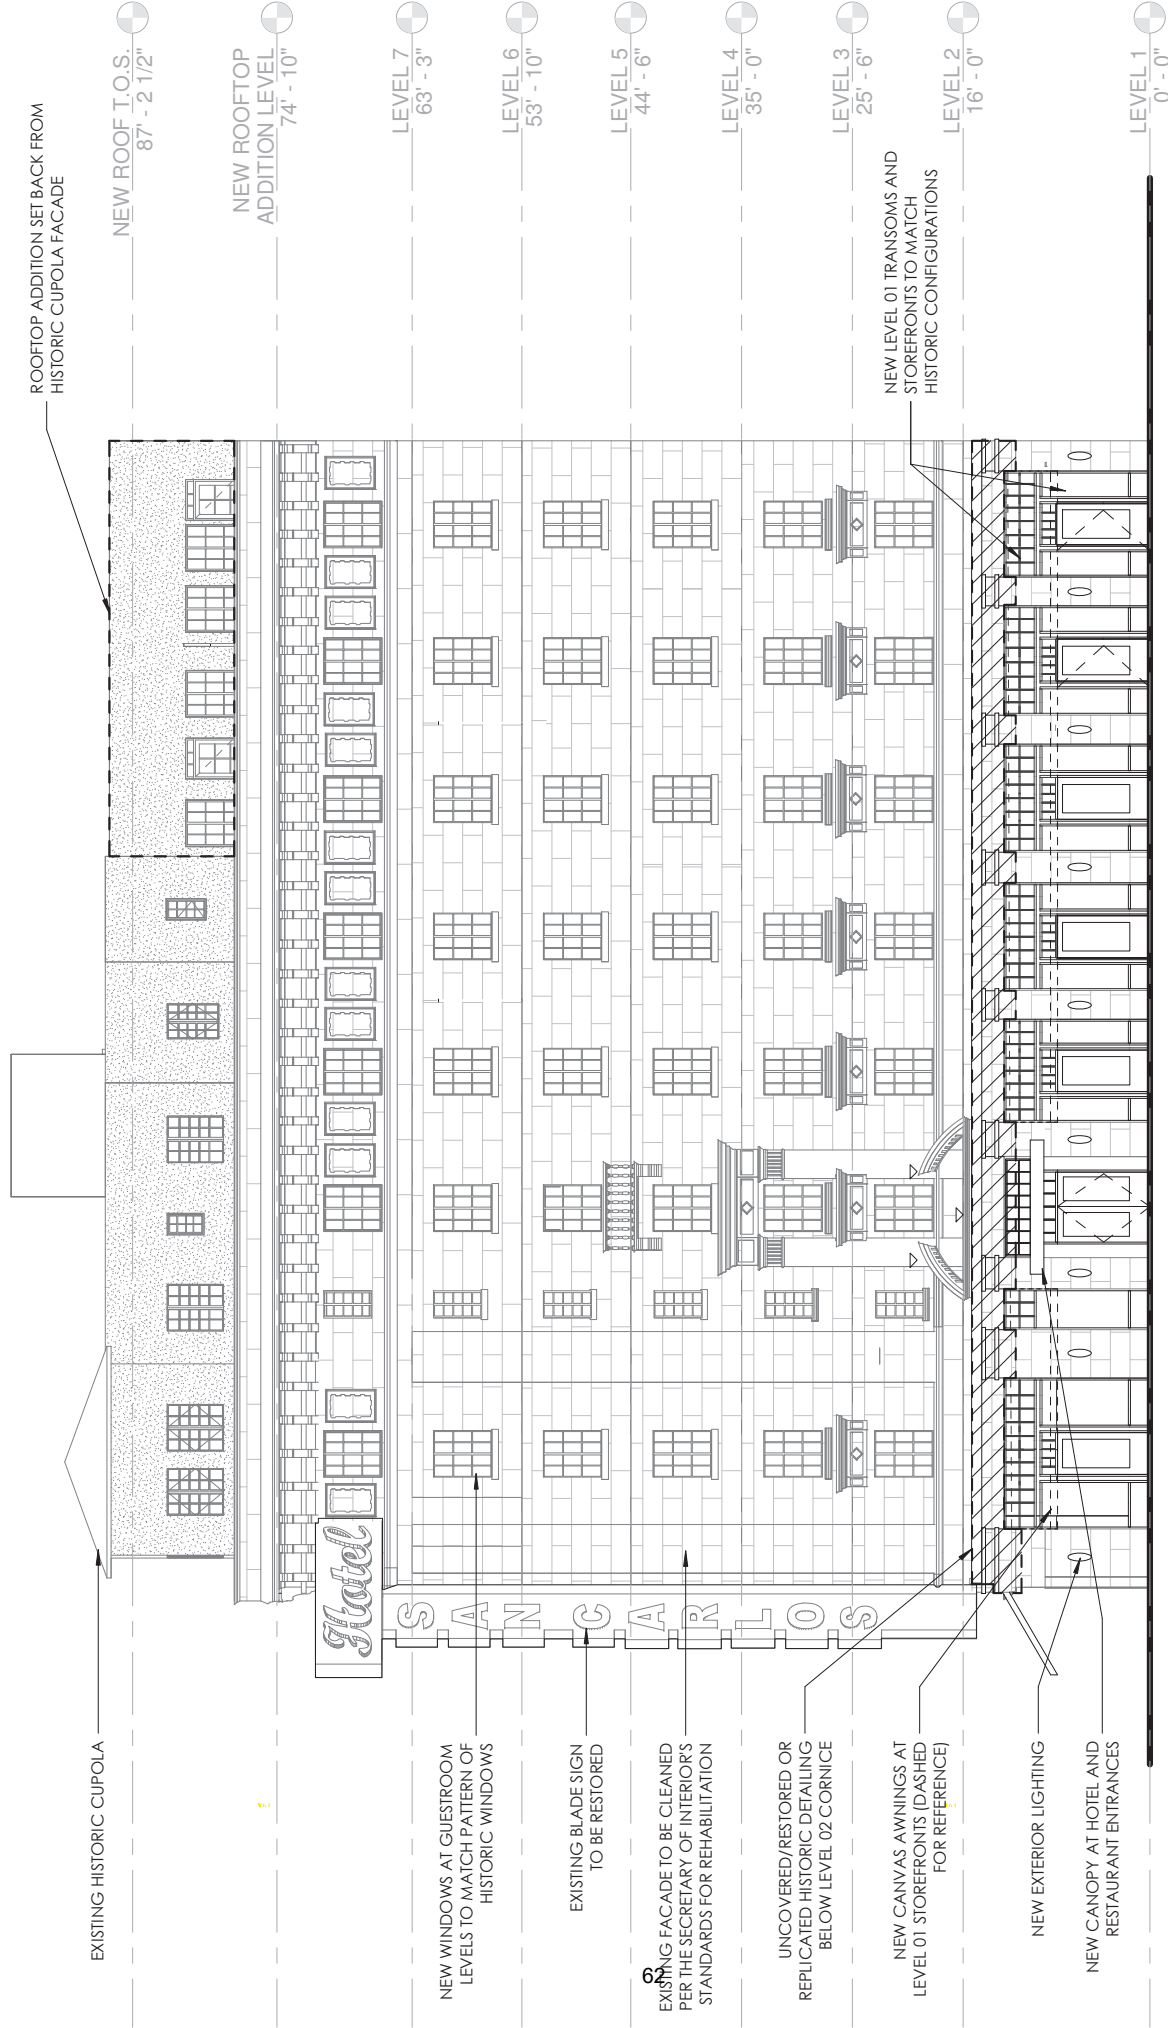 EXISTING HISTORIC CUPOLA
NEW WINDOWS AT GUESTROOM
LEVELS TO MATCH PATTERN OF
HISTORIC WINDOWS
EXISTING BLADE SIGN
TO BE RESTORED
EXISTING FACADE TO BE CLEANED
PER THE SECRETARY OF INTERIOR'S
STANDARDS FOR REHABILITATION
UNCOVERED/RESTORED OR
REPLICATED HISTORIC DETAILING
BELOW LEVEL 02 CORNICE
NEW CANVAS AWNINGS AT
LEVEL 01 STOREFRONTS (DASHED
FOR REFERENCE)
NEW EXTERIOR LIGHTING
NEW CANOPY AT HOTEL AND
RESTAURANT ENTRANCES
Hotel
SAN CARLOS
ROOFTOP ADDITION SET BACK FROM
HISTORIC CUPOLA FACADE
NEW LEVEL 01 TRANSOMS AND
STOREFRONTS TO MATCH
HISTORIC CONFIGURATIONS
NEW ROOF T.O.S.
87' - 2 1/2"
NEW ROOFTOP
ADDITION LEVEL
74' - 10"
LEVEL 7
63' - 3"
LEVEL 6
53' - 10"
LEVEL 5
44' - 6"
LEVEL 4
35' - 0"
LEVEL 3
25' - 6"
LEVEL 2
16' - 0"
LEVEL 1
0' - 0"
62